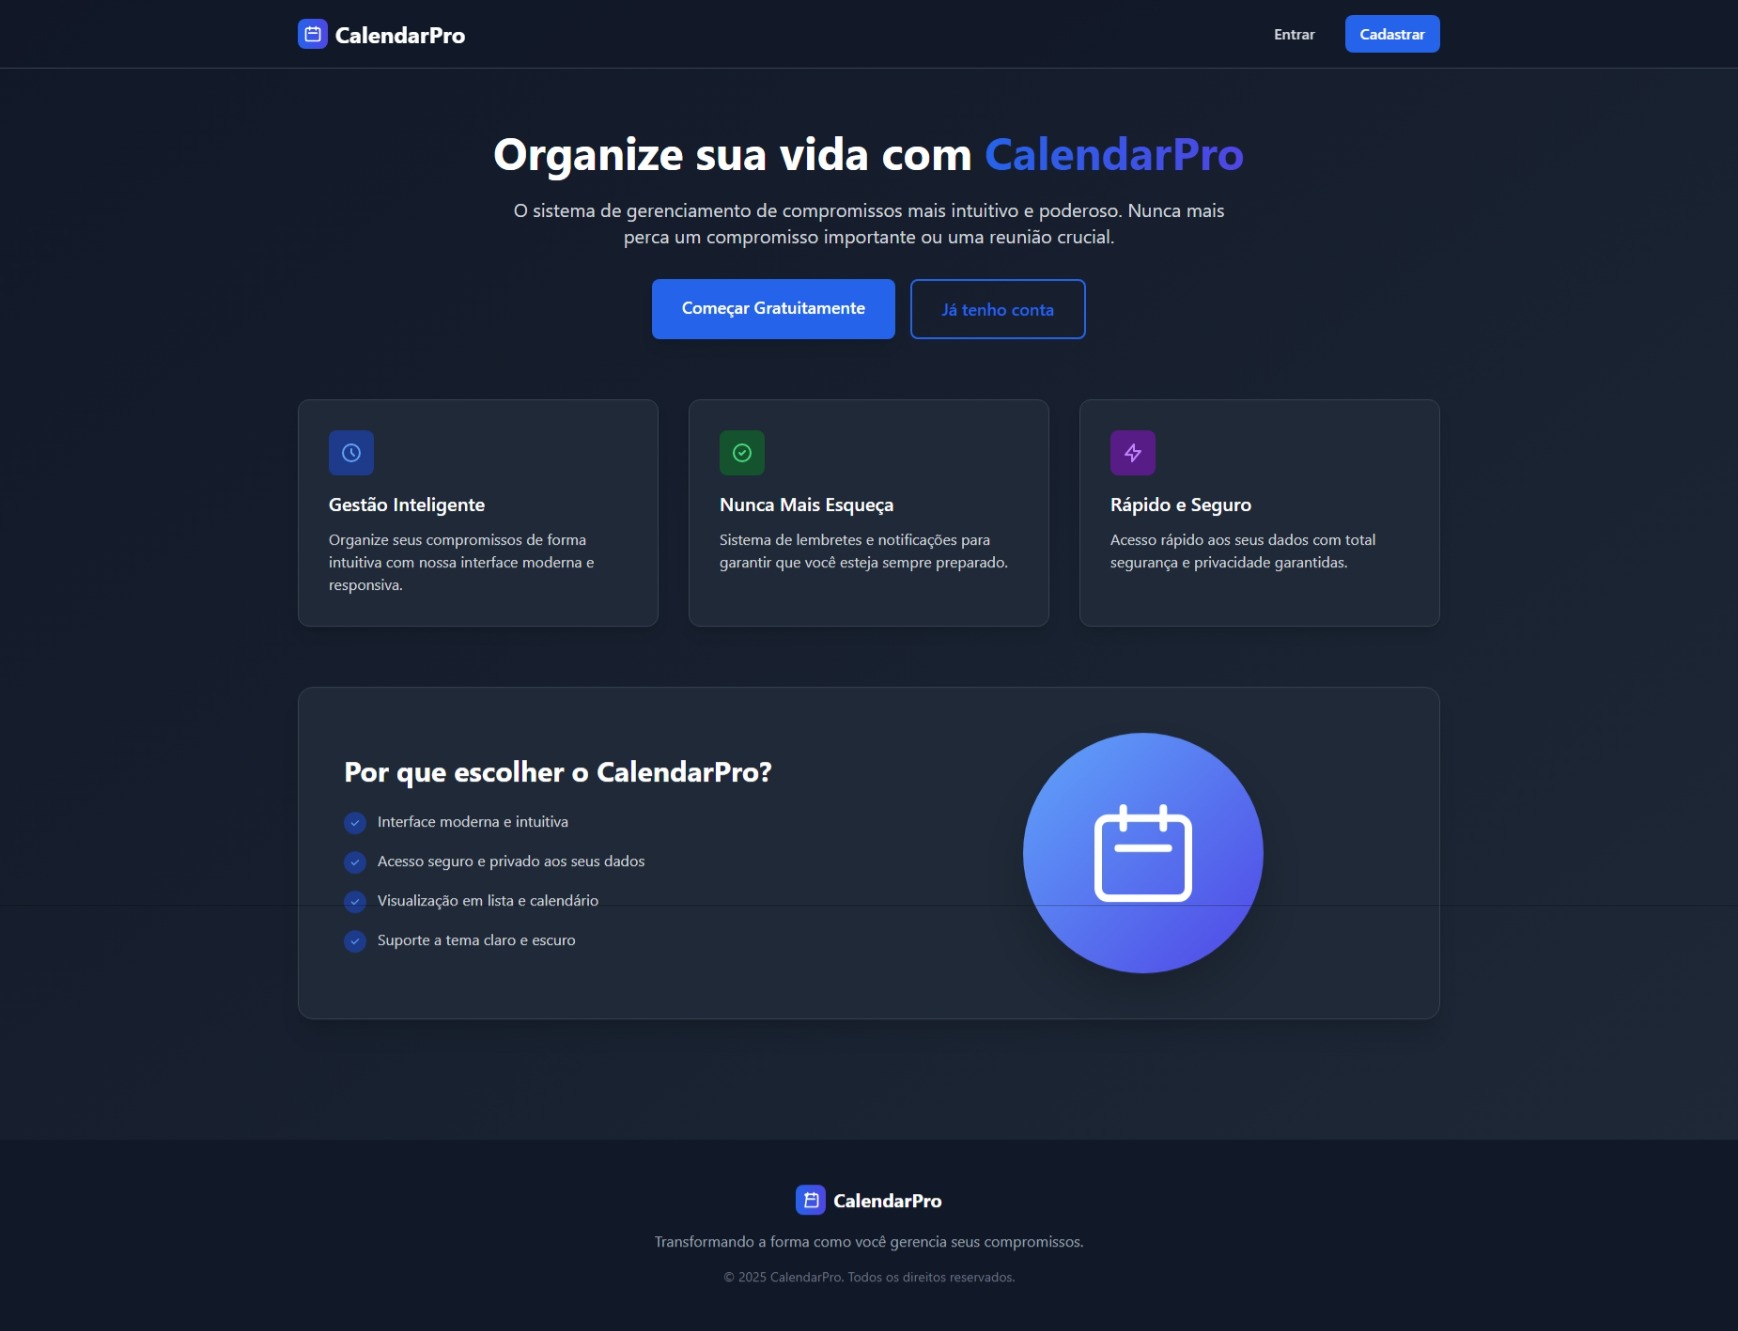 CalendarPro
Entrar
Cadastrar
Organize sua vida com CalendarPro
O sistema de gerenciamento de compromissos mais intuitivo e poderoso. Nunca mais
perca um compromisso importante ou uma reunião crucial.
Começar Gratuitamente
Já tenho conta
Gestão Inteligente
Organize seus compromissos de forma
intuitiva com nossa interface moderna e
responsiva.
Nunca Mais Esqueça
Sistema de lembretes e notificações para
garantir que você esteja sempre preparado.
Rápido e Seguro
Acesso rápido aos seus dados com total
segurança e privacidade garantidas.
Por que escolher o CalendarPro?
Interface moderna e intuitiva
Acesso seguro e privado aos seus dados
Visualização em lista e calendário
Suporte a tema claro e escuro
CalendarPro
Transformando a forma como você gerencia seus compromissos.
© 2025 CalendarPro. Todos os direitos reservados.